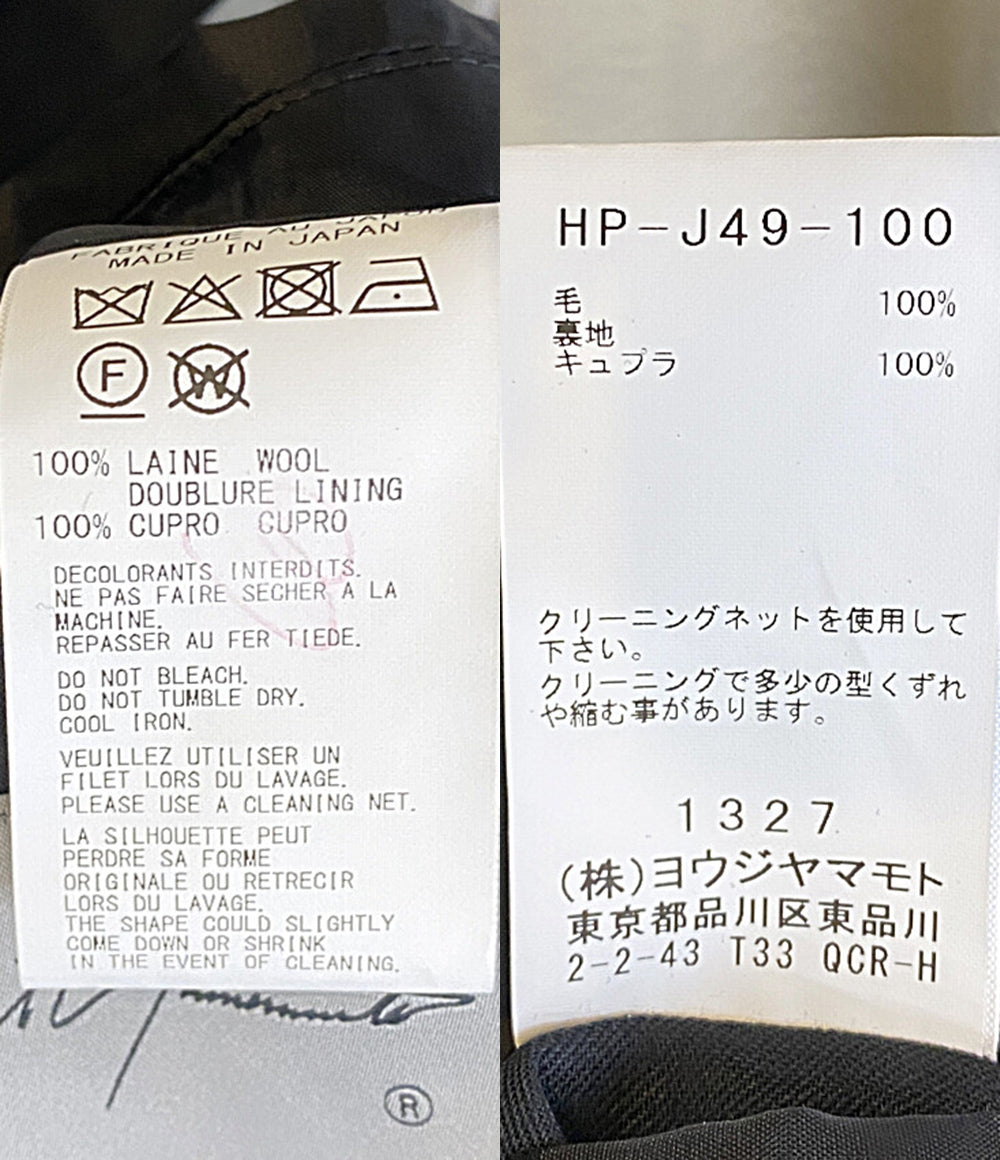 FABRIQUE AU JAPON
MADE IN JAPAN
F
W
100% LAINE WOOL
DOUBLURE LINING
100% CUPRO CUPRO
DECOLORANTS INTERDITS.
NE PAS FAIRE SECHER A LA
MACHINE.
REPASSER AU FER TIEDE.
DO NOT BLEACH.
DO NOT TUMBLE DRY.
COOL IRON.
VEUILLEZ UTILISER UN
FILET LORS DU LAVAGE.
PLEASE USE A CLEANING NET.
LA SILHOUETTE PEUT
PERDRE SA FORME
ORIGINALE OU RETRECIR
LORS DU LAVAGE.
THE SHAPE COULD SLIGHTLY
COME DOWN OR SHRINK
IN THE EVENT OF CLEANING.
®
HP-J49-100
毛 100%
裏地
キュプラ 100%
クリーニングネットを使用して
下さい。
クリーニングで多少の型くずれ
や縮む事があります。
1327
(株)ヨウジヤマモト
東京都品川区東品川
2-2-43 T33 QCR-H